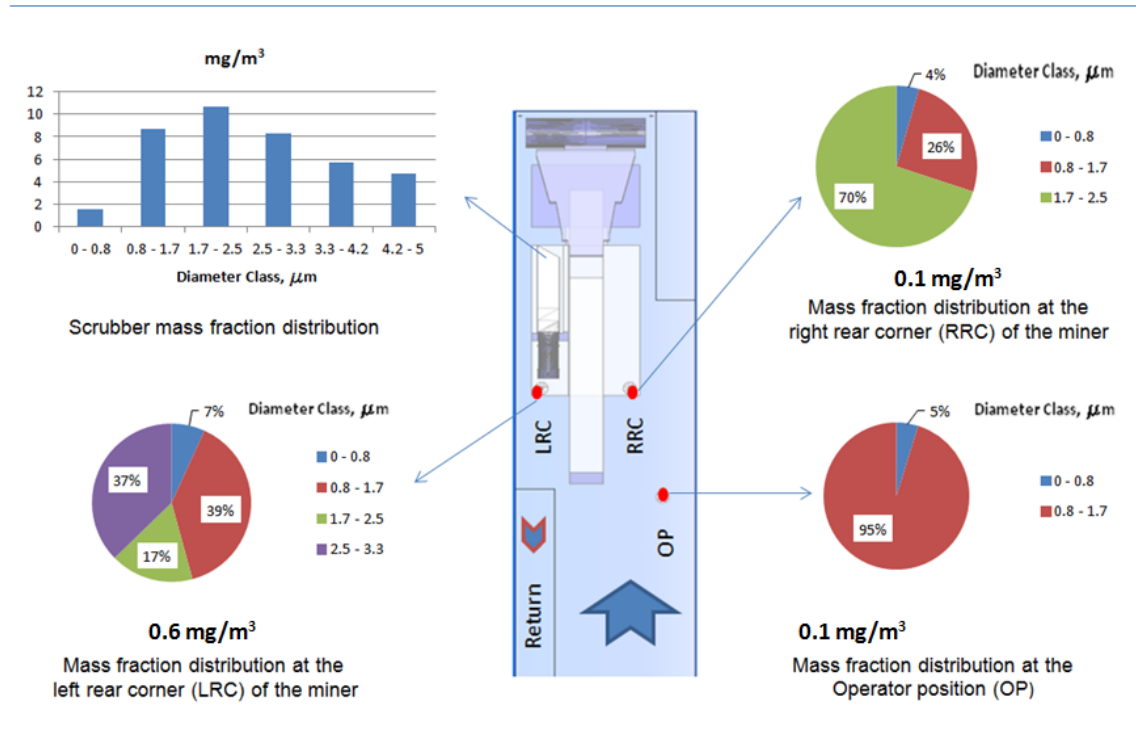 mg/m³
12
10
8
6
4
2
0
0 - 0.8 0.8 - 1.7 1.7 - 2.5 2.5 - 3.3 3.3 - 4.2 4.2 - 5
Diameter Class, μm
Scrubber mass fraction distribution
4%
Diameter Class, μm
26%
70%
0 - 0.8
0.8 - 1.7
1.7 - 2.5
0.1 mg/m³
Mass fraction distribution at the
right rear corner (RRC) of the miner
7%
Diameter Class, μm
37%
39%
17%
0 - 0.8
0.8 - 1.7
1.7 - 2.5
2.5 - 3.3
0.6 mg/m³
Mass fraction distribution at the
left rear corner (LRC) of the miner
LRC
RRC
OP
Return
5%
Diameter Class, μm
95%
0 - 0.8
0.8 - 1.7
0.1 mg/m³
Mass fraction distribution at the
Operator position (OP)